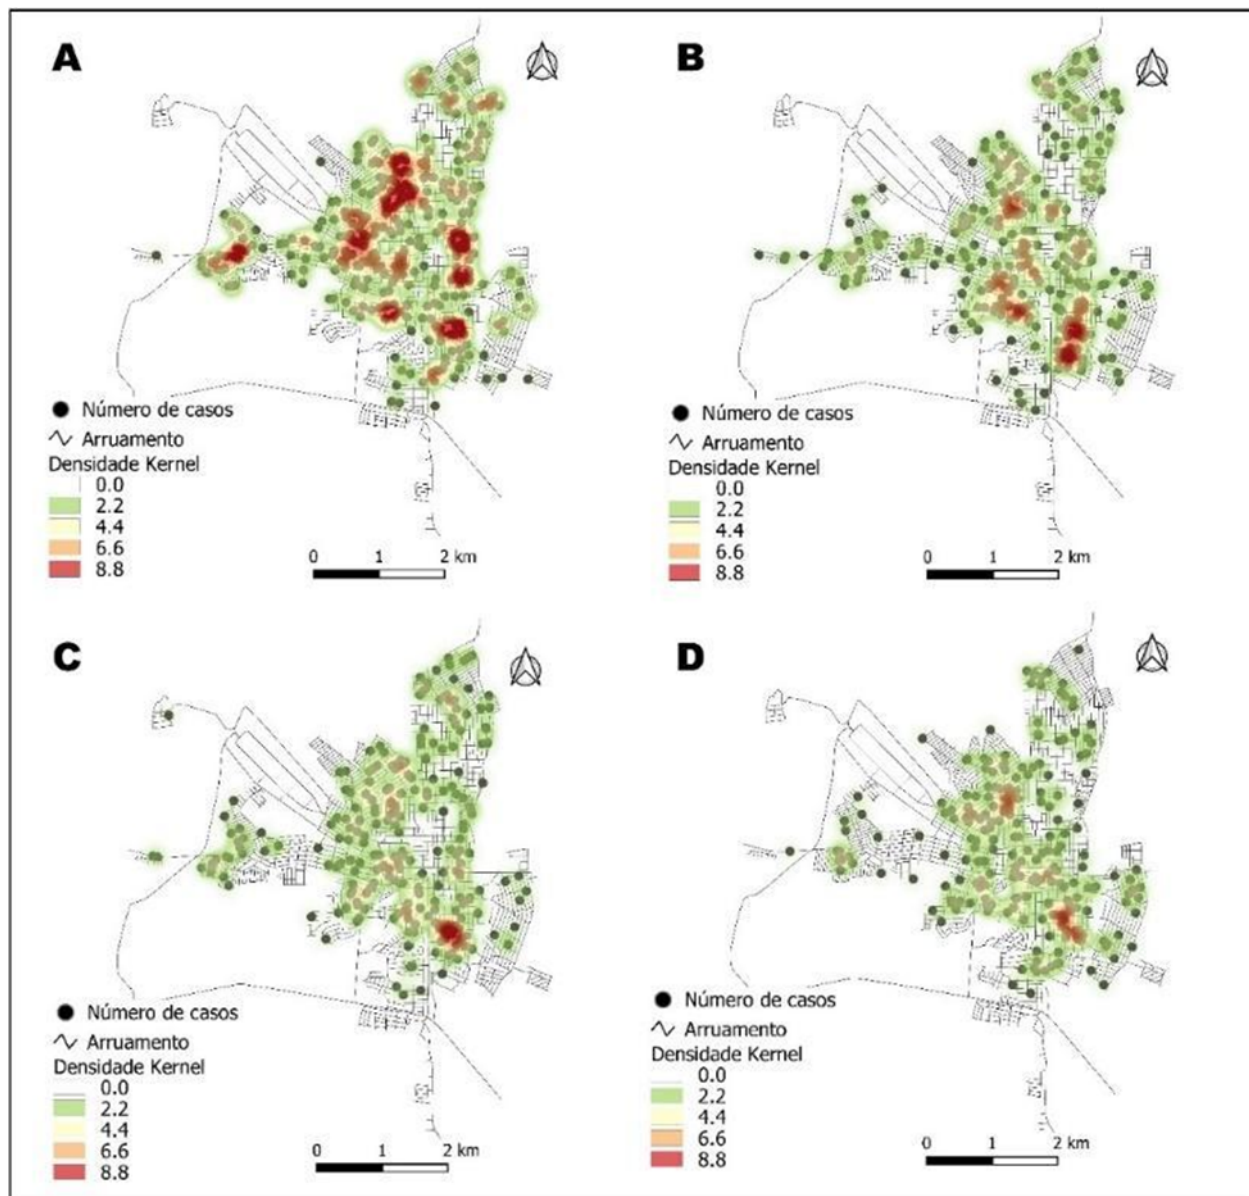 A
Número de casos
Arruamento
Densidade Kernel
0.0
2.2
4.4
6.6
8.8
0 1 2 km
B
Número de casos
Arruamento
Densidade Kernel
0.0
2.2
4.4
6.6
8.8
0 1 2 km
C
Número de casos
Arruamento
Densidade Kernel
0.0
2.2
4.4
6.6
8.8
0 1 2 km
D
Número de casos
Arruamento
Densidade Kernel
0.0
2.2
4.4
6.6
8.8
0 1 2 km